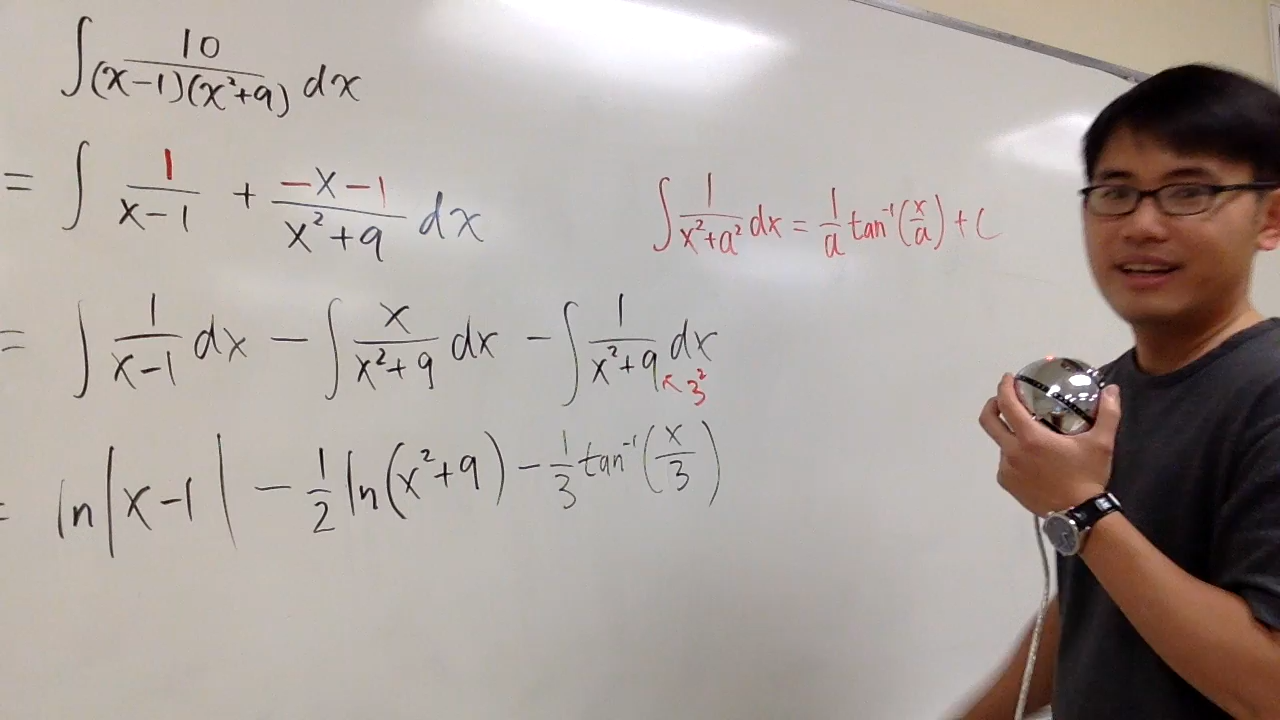 ∫ 10/((x-1)(x²+9)) dx
= ∫ 1/(x-1) + (-x-1)/(x²+9) dx
∫ 1/(x²+a²) dx = 1/a tan⁻¹(x/a) + C
= ∫ 1/(x-1) dx - ∫ x/(x²+9) dx - ∫ 1/(x²+9) dx
↖ 3²
= ln|x-1| - 1/2 ln(x²+9) - 1/3 tan⁻¹(x/3)